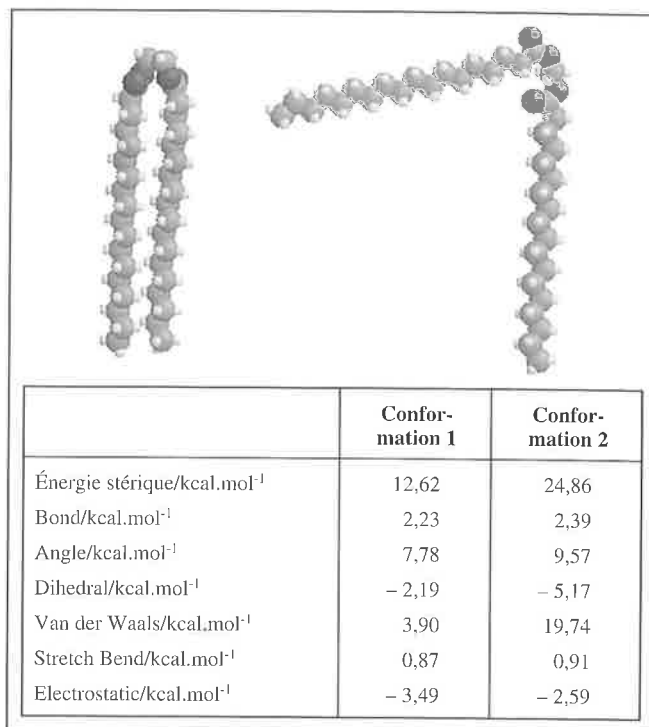 Confor-
mation 1
Confor-
mation 2
Énergie stérique/kcal.mol⁻¹ 12,62 24,86
Bond/kcal.mol⁻¹ 2,23 2,39
Angle/kcal.mol⁻¹ 7,78 9,57
Dihedral/kcal.mol⁻¹ – 2,19 – 5,17
Van der Waals/kcal.mol⁻¹ 3,90 19,74
Stretch Bend/kcal.mol⁻¹ 0,87 0,91
Electrostatic/kcal.mol⁻¹ – 3,49 – 2,59